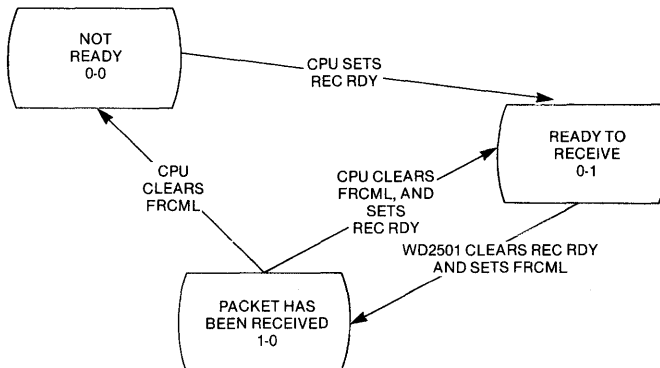 NOT
READY
0-0
CPU SETS
REC RDY
READY TO
RECEIVE
0-1
CPU
CLEARS
FRCML
CPU CLEARS
FRCML, AND
SETS
REC RDY
WD2501 CLEARS REC RDY
AND SETS FRCML
PACKET HAS
BEEN RECEIVED
1-0